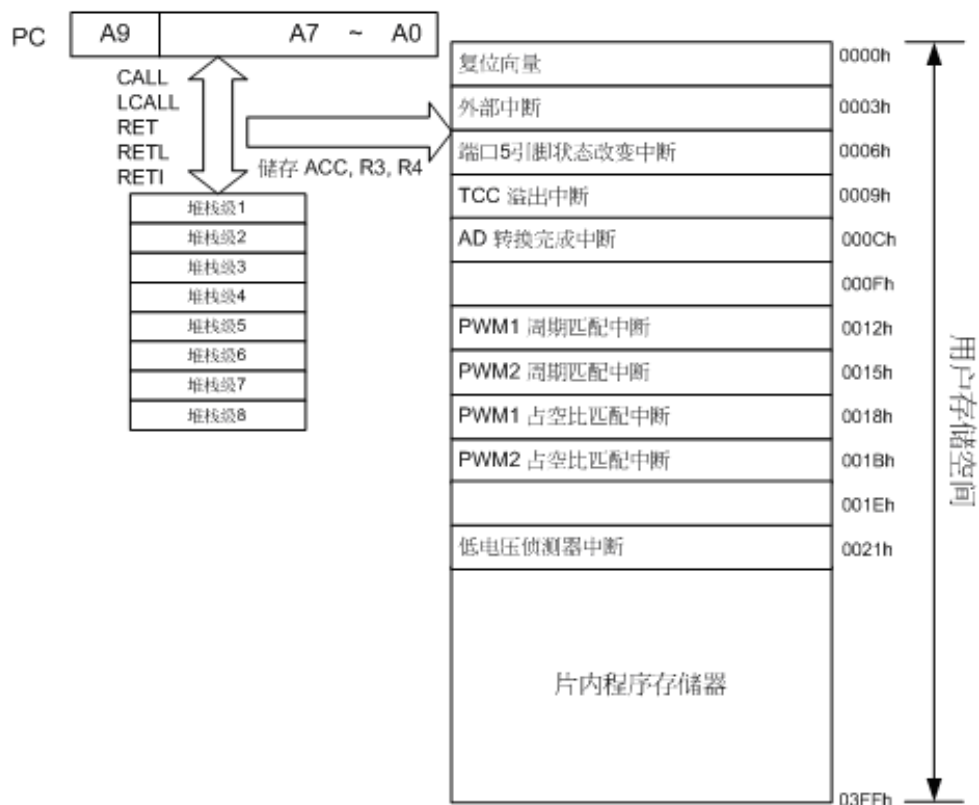 PC A9 A7 ~ A0
CALL
LCALL
RET
RETL
RETI
储存 ACC, R3, R4
堆栈级1
堆栈级2
堆栈级3
堆栈级4
堆栈级5
堆栈级6
堆栈级7
堆栈级8
复位向量 0000h
外部中断 0003h
端口5引脚状态改变中断 0006h
TCC 溢出中断 0009h
AD 转换完成中断 000Ch
000Fh
PWM1 周期匹配中断 0012h
PWM2 周期匹配中断 0015h
PWM1 占空比匹配中断 0018h
PWM2 占空比匹配中断 001Bh
001Eh
低电压侦测器中断 0021h
片内程序存储器
03FFh
用户存储空间